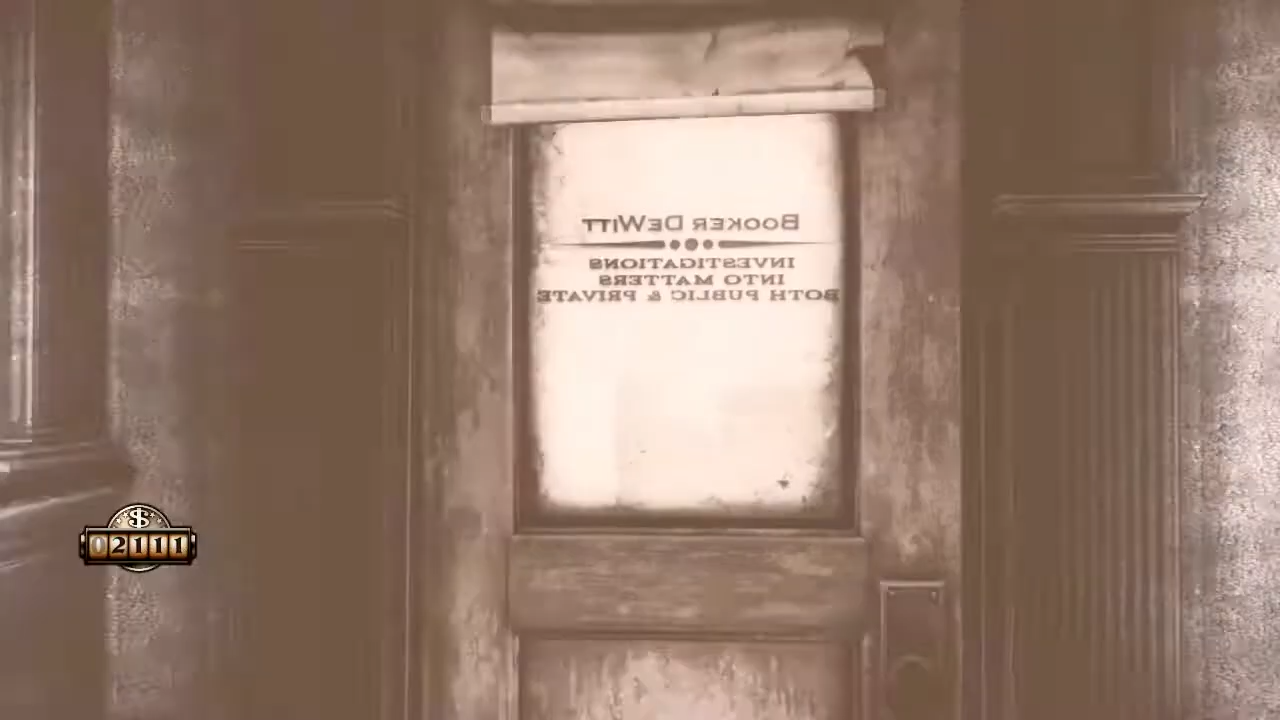 BOOKER DEWITT
INVESTIGATIONS
INTO MATTERS
BOTH PUBLIC & PRIVATE
$
02111